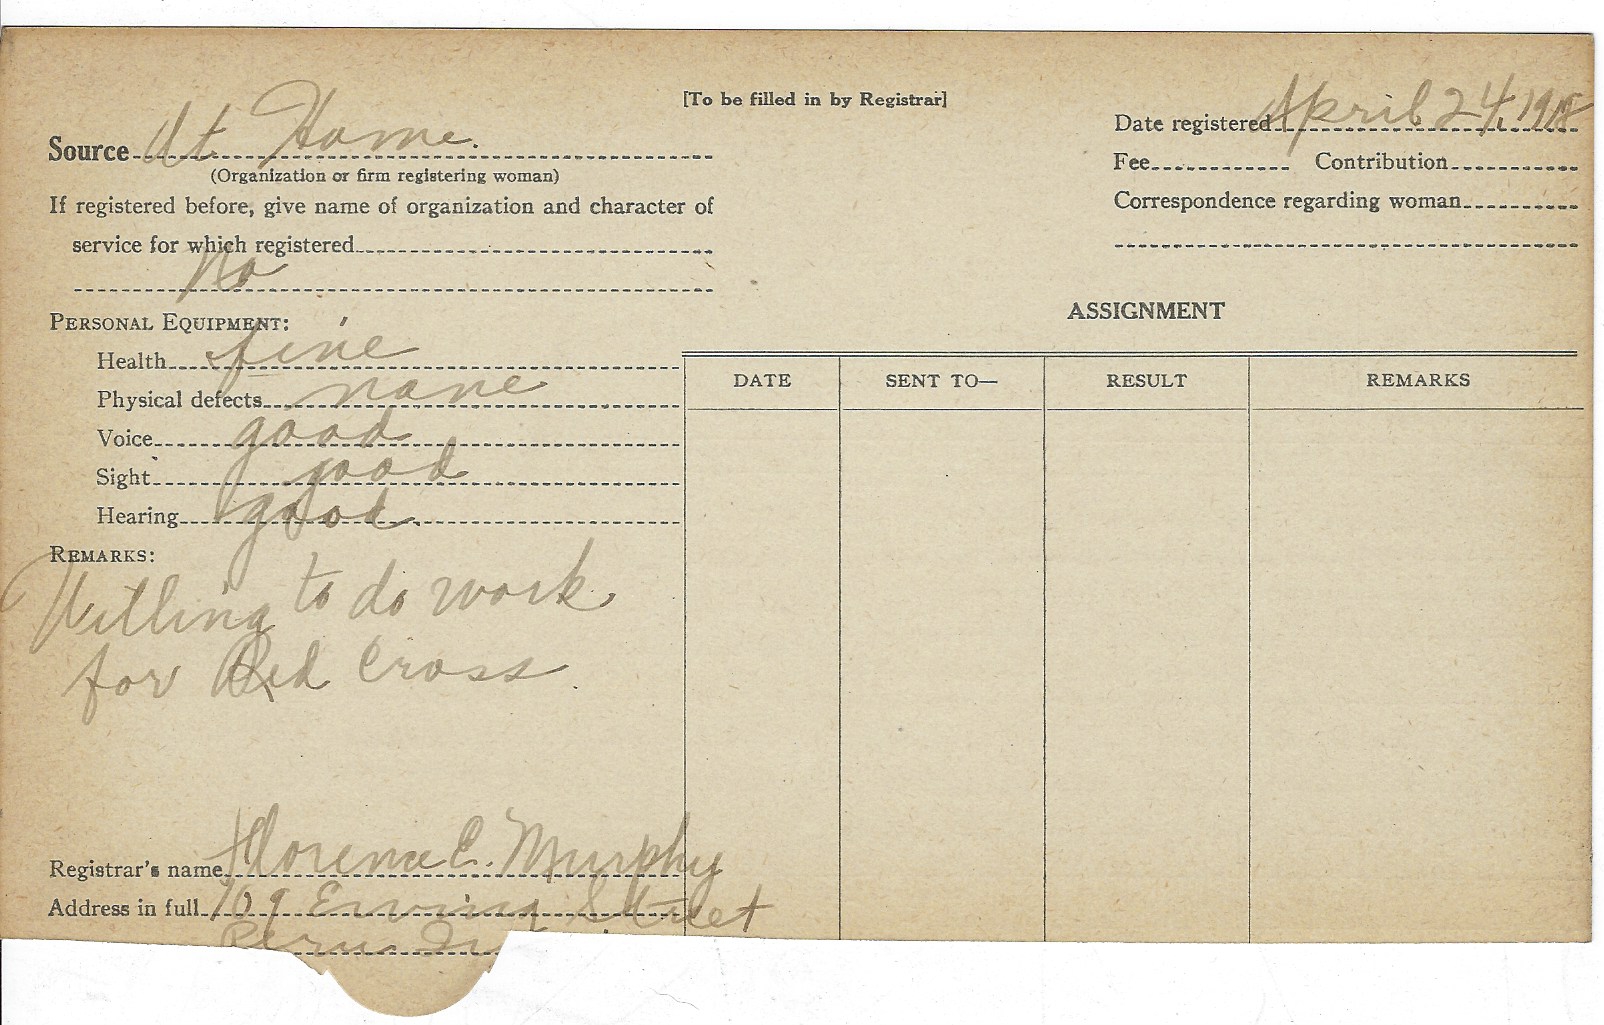 [To be filled in by Registrar]
Source At Home.
(Organization or firm registering woman)
If registered before, give name of organization and character of
service for which registered
No
PERSONAL EQUIPMENT:
Health fine
Physical defects none
Voice good
Sight good
Hearing good.
REMARKS:
Willing to do work
for Red Cross.
Registrar's name Florence C. Murphy
Address in full 109 Street
Peru
Date registered April 24, 1918
Fee Contribution
Correspondence regarding woman
ASSIGNMENT
DATE SENT TO— RESULT REMARKS